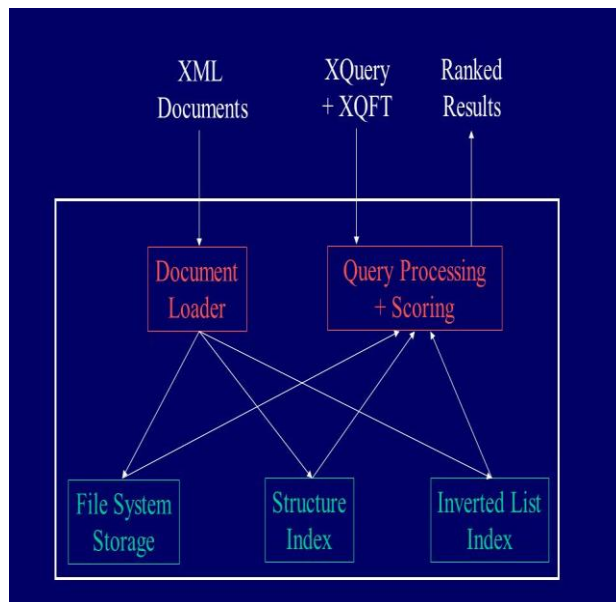 XML
Documents
XQuery
+ XQFT
Ranked
Results
Document
Loader
Query Processing
+ Scoring
File System
Storage
Structure
Index
Inverted List
Index